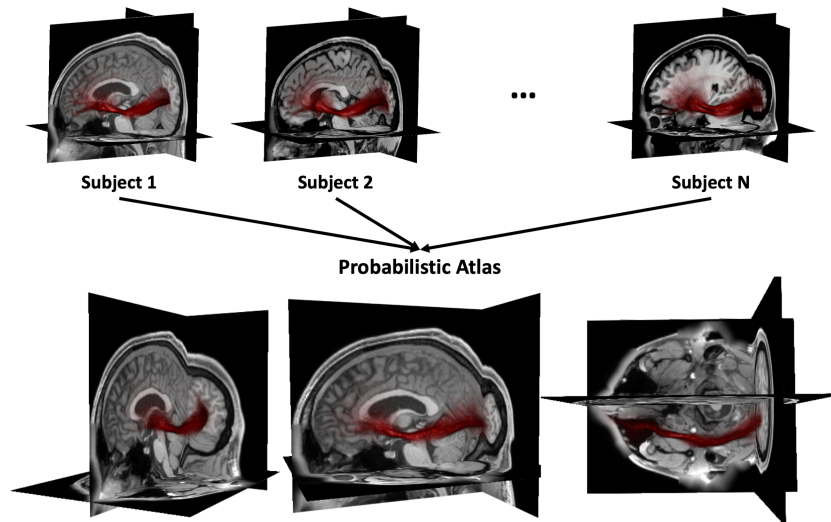 ...
Subject 1
Subject 2
Subject N
Probabilistic Atlas